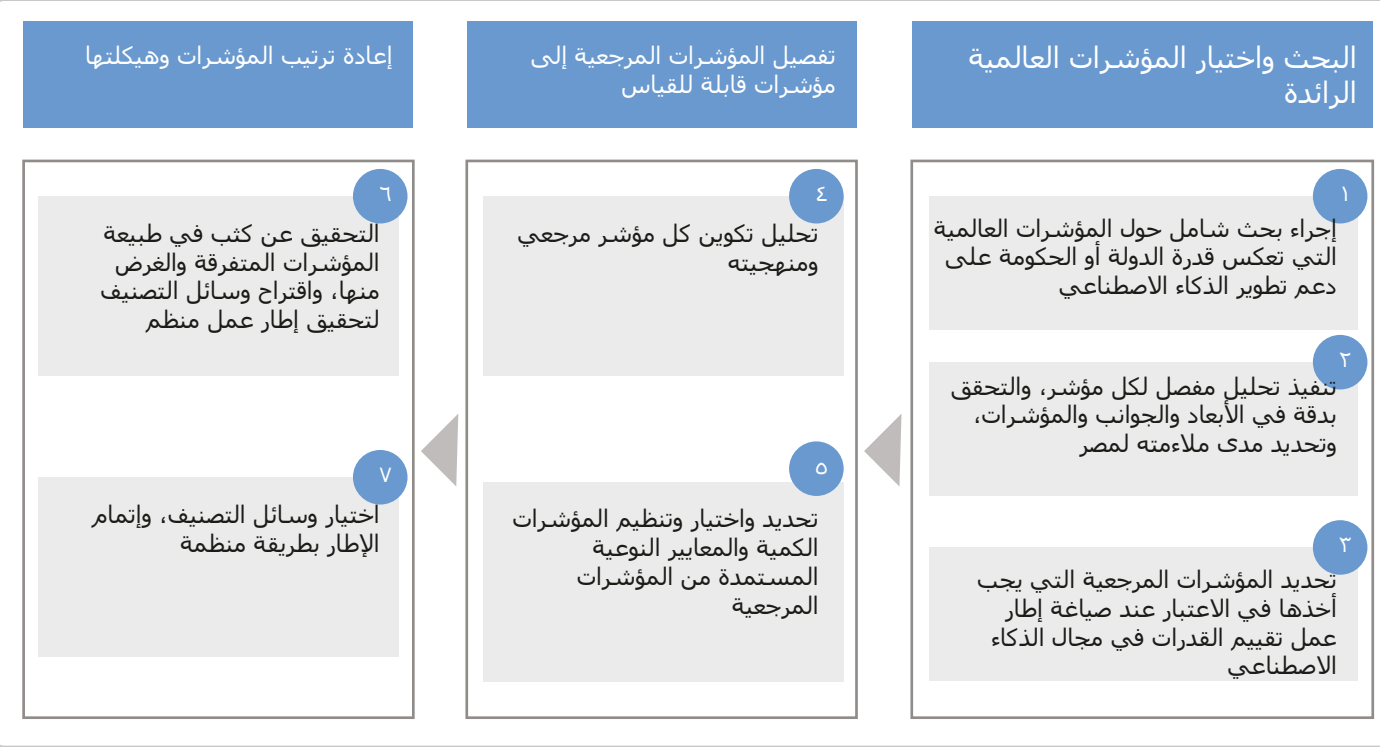 البحث واختيار المؤشرات العالمية
الرائدة
١
إجراء بحث شامل حول المؤشرات العالمية
التي تعكس قدرة الدولة أو الحكومة على
دعم تطوير الذكاء الاصطناعي
٢
تنفيذ تحليل مفصل لكل مؤشر، والتحقق
بدقة في الأبعاد والجوانب والمؤشرات،
وتحديد مدى ملاءمته لمصر
٣
تحديد المؤشرات المرجعية التي يجب
أخذها في الاعتبار عند صياغة إطار
عمل تقييم القدرات في مجال الذكاء
الاصطناعي
تفصيل المؤشرات المرجعية إلى
مؤشرات قابلة للقياس
٤
تحليل تكوين كل مؤشر مرجعي
ومنهجيته
٥
تحديد واختيار وتنظيم المؤشرات
الكمية والمعايير النوعية
المستمدة من المؤشرات
المرجعية
إعادة ترتيب المؤشرات وهيكلتها
٦
التحقيق عن كثب في طبيعة
المؤشرات المتفرقة والغرض
منها، واقتراح وسائل التصنيف
لتحقيق إطار عمل منظم
٧
اختيار وسائل التصنيف، وإتمام
الإطار بطريقة منظمة